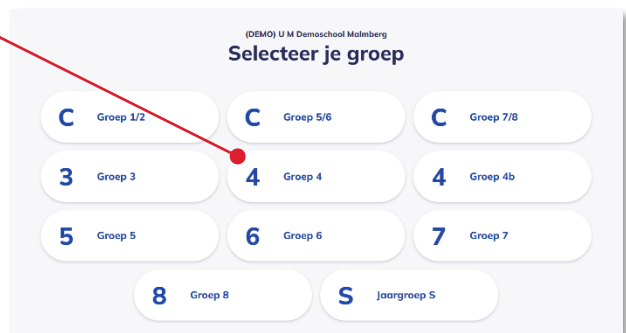 (DEMO) U M Demoschool Malmberg
Selecteer je groep
C Groep 1/2
C Groep 5/6
C Groep 7/8
3 Groep 3
4 Groep 4
4 Groep 4b
5 Groep 5
6 Groep 6
7 Groep 7
8 Groep 8
S Jaargroep S